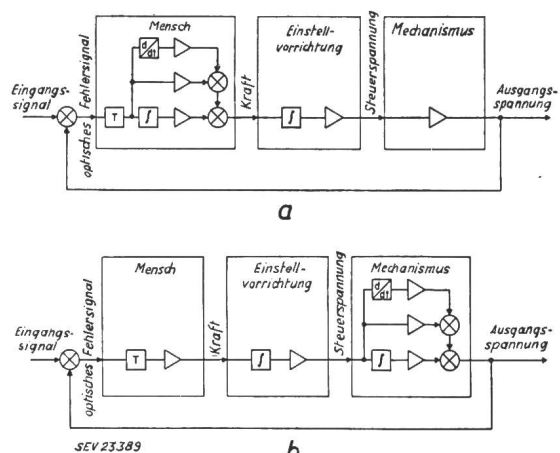 Mensch
Einstell-
vorrichtung
Mechanismus
Eingangs-
signal
optisches Fehlersignal
d/dt
T
∫
Kraft
∫
Steuerspannung
Ausgangs-
spannung
a
Mensch
Einstell-
vorrichtung
Mechanismus
Eingangs-
signal
optisches Fehlersignal
T
Kraft
∫
Steuerspannung
d/dt
∫
Ausgangs-
spannung
SEV 23389
b